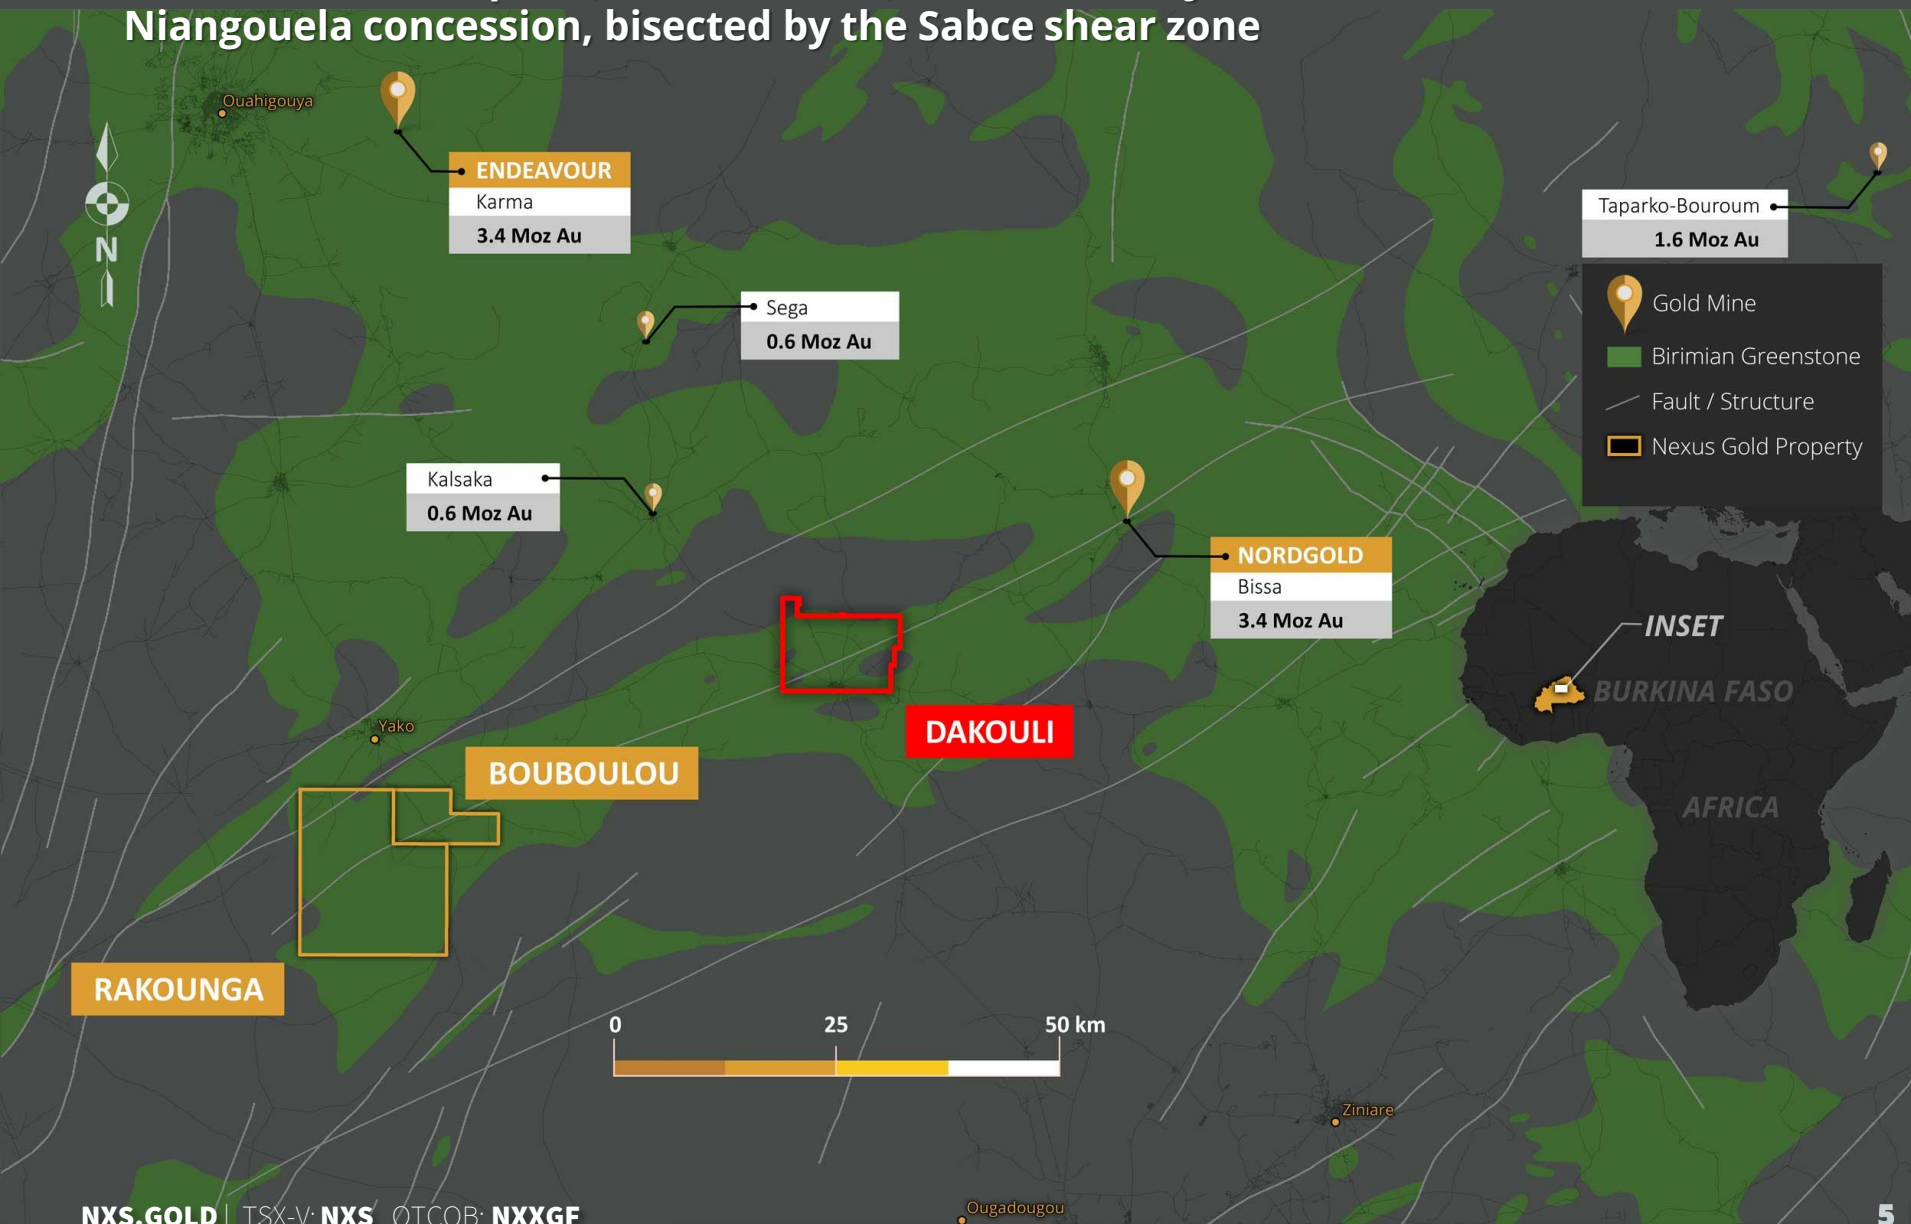 Niangouela concession, bisected by the Sabce shear zone
Ouahigouya
ENDEAVOUR
Karma
3.4 Moz Au
N
Taparko-Bouroum
1.6 Moz Au
Gold Mine
Birimian Greenstone
Fault / Structure
Nexus Gold Property
Sega
0.6 Moz Au
Kalsaka
0.6 Moz Au
NORDGOLD
Bissa
3.4 Moz Au
INSET
BURKINA FASO
AFRICA
DAKOULI
Yako
BOUBOULOU
RAKOUNGA
0 25 50 km
Ziniare
Ougadougou
NXS.GOLD | TSX-V: NXS OTCQB: NXXGF
5